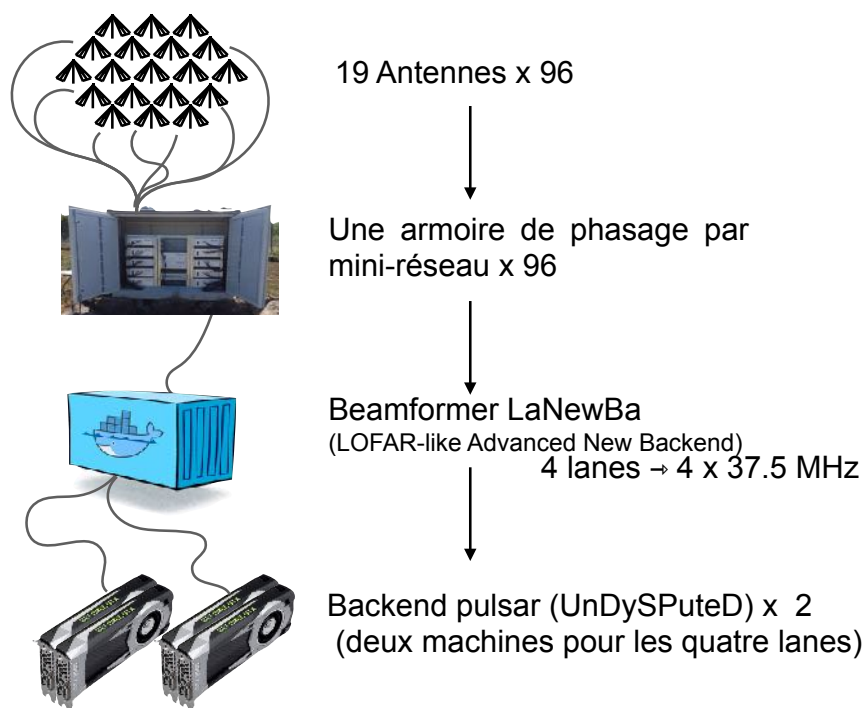 19 Antennes x 96
Une armoire de phasage par
mini-réseau x 96
Beamformer LaNewBa
(LOFAR-like Advanced New Backend)
4 lanes → 4 x 37.5 MHz
Backend pulsar (UnDySPuteD) x 2
(deux machines pour les quatre lanes)